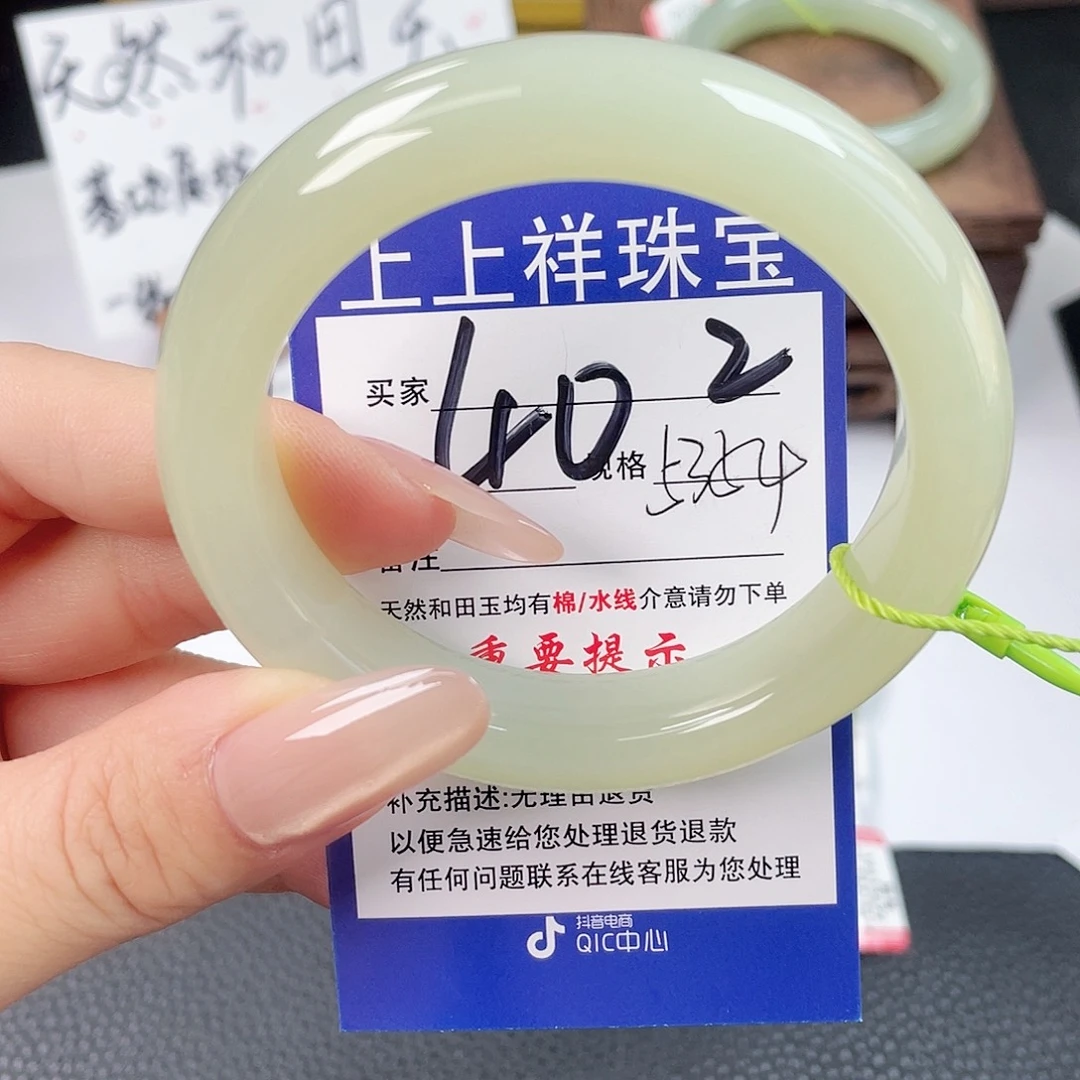 天然和田
基础
上上祥珠宝
买家 40 2
规格
备注
天然和田玉均有棉/水线介意请勿下单
重要提示
补充描述:无理由退货
以便急速给您处理退货退款
有任何问题联系在线客服为您处理
抖音电商
QIC中心